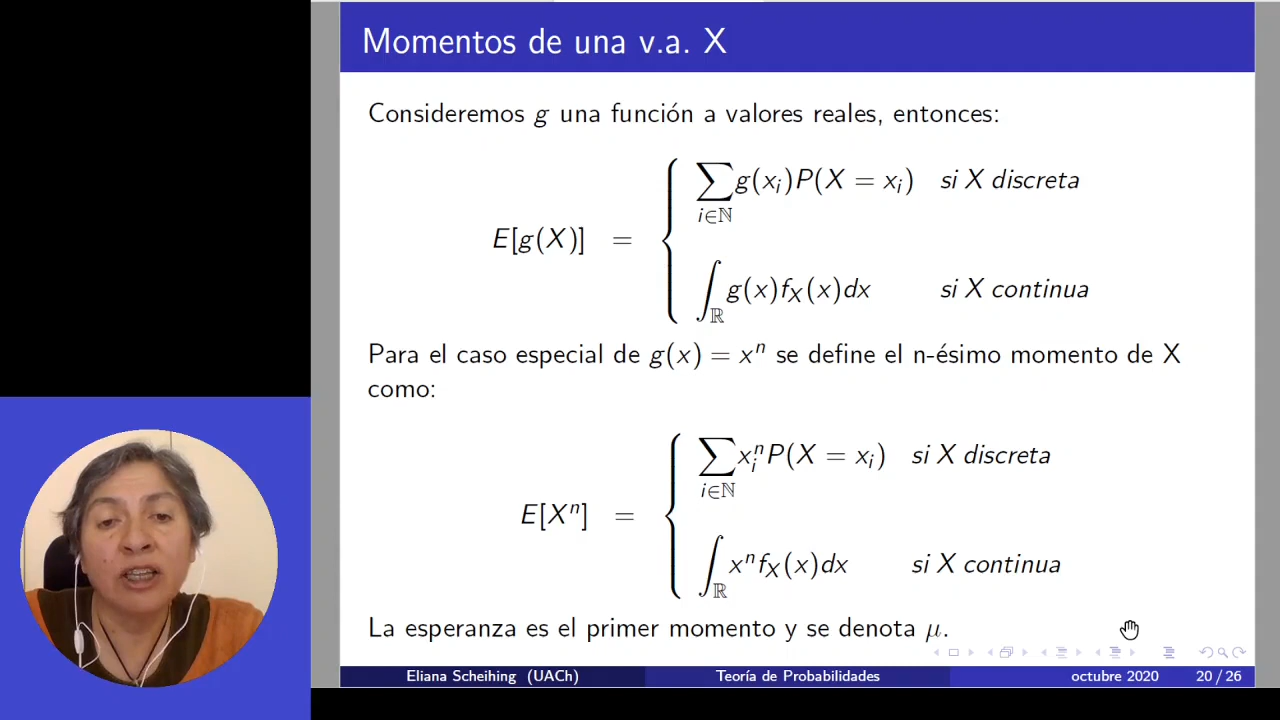 Momentos de una v.a. X
Consideremos g una función a valores reales, entonces:
E[g(X)] = { ∑_{i∈ℕ} g(x_i)P(X = x_i) si X discreta
∫_ℝ g(x)f_X(x)dx si X continua
Para el caso especial de g(x) = x^n se define el n-ésimo momento de X
como:
E[X^n] = { ∑_{i∈ℕ} x_i^n P(X = x_i) si X discreta
∫_ℝ x^n f_X(x)dx si X continua
La esperanza es el primer momento y se denota μ.
Eliana Scheihing (UACh) Teoría de Probabilidades octubre 2020 20 / 26